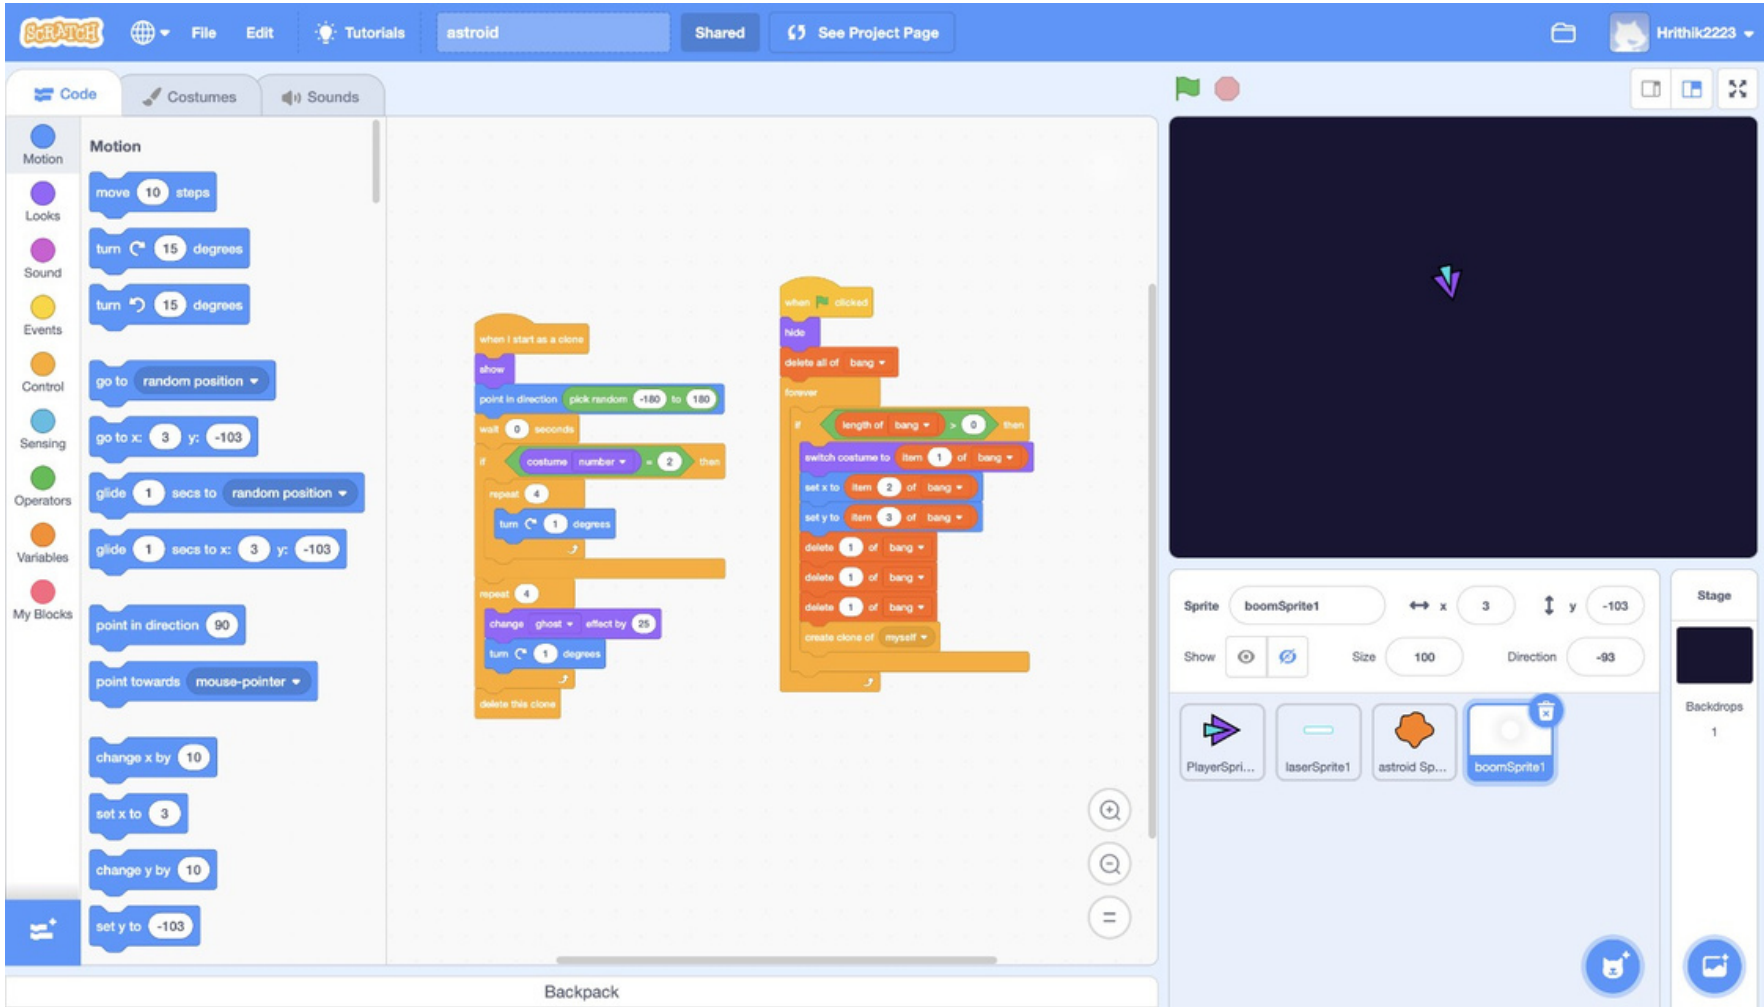 SCRATCH
File
Edit
Tutorials
astroid
Shared
See Project Page
Hrithik2223
Code
Costumes
Sounds
Motion
Looks
Sound
Events
Control
Sensing
Operators
Variables
My Blocks
Motion
move 10 steps
turn 15 degrees
turn 15 degrees
go to random position
go to x: 3 y: -103
glide 1 secs to random position
glide 1 secs to x: 3 y: -103
point in direction 90
point towards mouse-pointer
change x by 10
set x to 3
change y by 10
set y to -103
when I start as a clone
show
point in direction pick random -180 to 180
wait 0 seconds
if costume number = 2 then
repeat 4
turn 1 degrees
repeat 4
change ghost effect by 25
turn 1 degrees
delete this clone
when clicked
hide
delete all of bang
forever
if length of bang > 0 then
switch costume to item 1 of bang
set x to item 2 of bang
set y to item 3 of bang
delete 1 of bang
delete 1 of bang
delete 1 of bang
create clone of myself
Backpack
Sprite boomSprite1 x 3 y -103
Show Size 100 Direction -93
PlayerSpri...
laserSprite1
astroid Sp...
boomSprite1
Stage
Backdrops
1